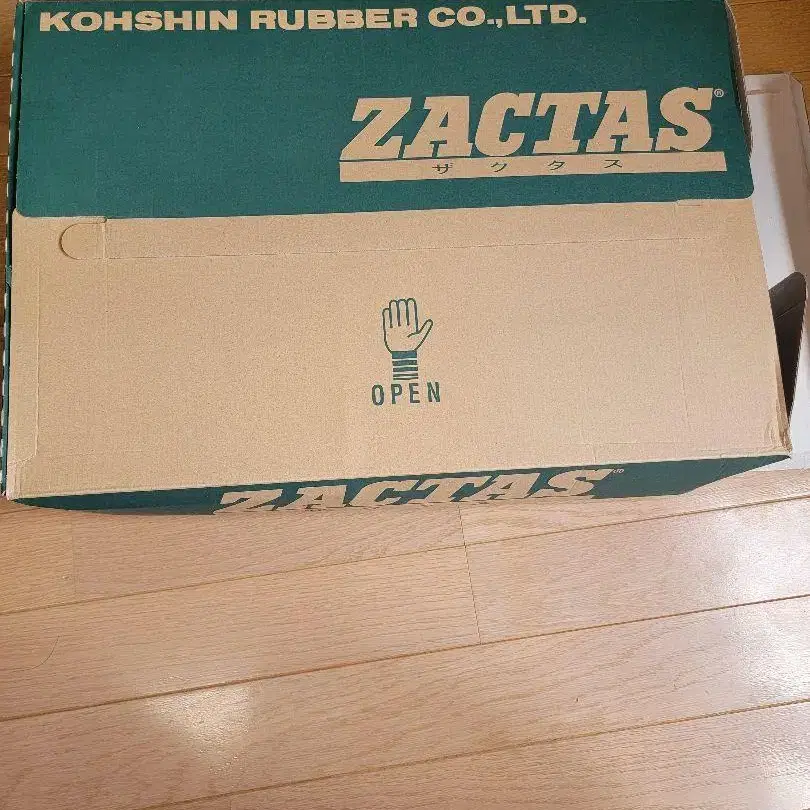 KOHSHIN RUBBER CO.,LTD.
ZACTAS®
ザクタス
OPEN
ZACTAS®